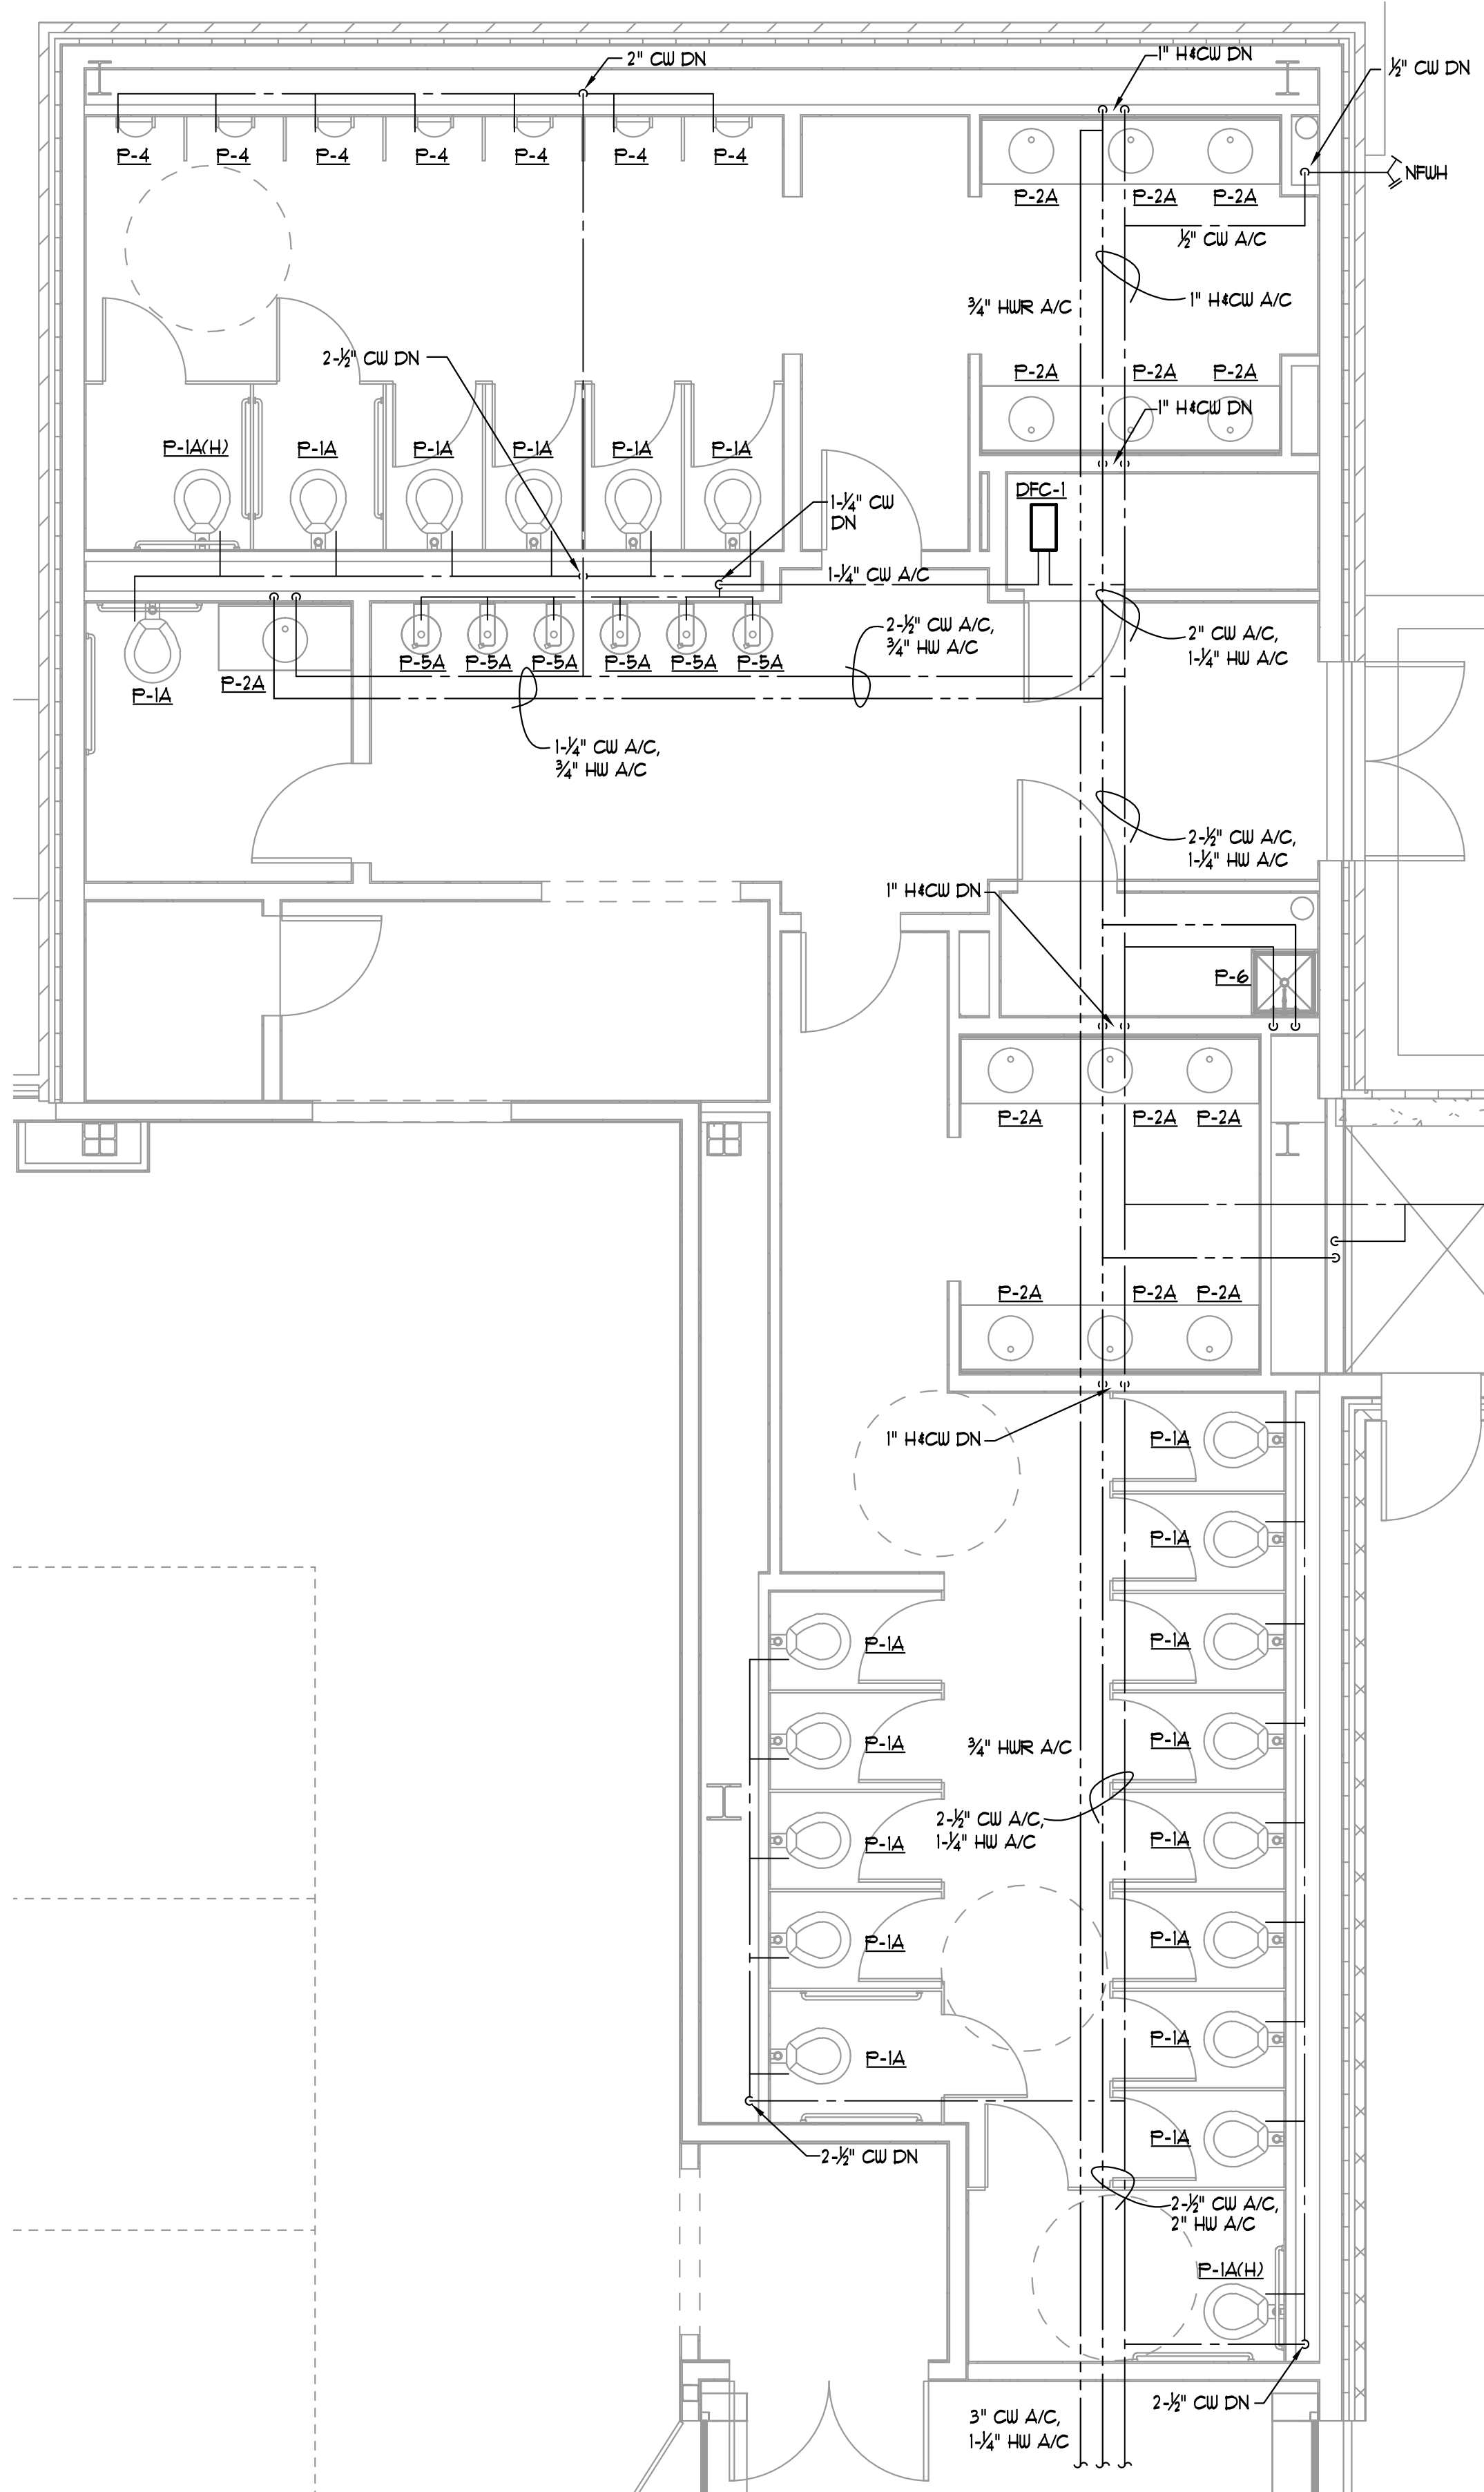 2" CW DN
1" H&CW DN
½" CW DN
P-4
P-4
P-4
P-4
P-4
P-4
P-4
NFWH
P-2A
P-2A
P-2A
½" CW A/C
¾" HWR A/C
1" H&CW A/C
2-½" CW DN
P-2A
P-2A
P-2A
1" H&CW DN
P-1A(H)
P-1A
P-1A
P-1A
P-1A
P-1A
DFC-1
1-¼" CW
DN
1-¼" CW A/C
2-½" CW A/C,
¾" HW A/C
2" CW A/C,
1-¼" HW A/C
P-5A
P-5A
P-5A
P-5A
P-5A
P-5A
P-1A
P-2A
1-¼" CW A/C,
¾" HW A/C
2-½" CW A/C,
1-¼" HW A/C
1" H&CW DN
P-6
P-2A
P-2A
P-2A
P-2A
P-2A
P-2A
1" H&CW DN
P-1A
P-1A
P-1A
P-1A
P-1A
¾" HWR A/C
P-1A
2-½" CW A/C,
1-¼" HW A/C
P-1A
P-1A
P-1A
P-1A
P-1A
P-1A
P-1A
2-½" CW DN
2-½" CW A/C,
2" HW A/C
P-1A(H)
2-½" CW DN
3" CW A/C,
1-¼" HW A/C